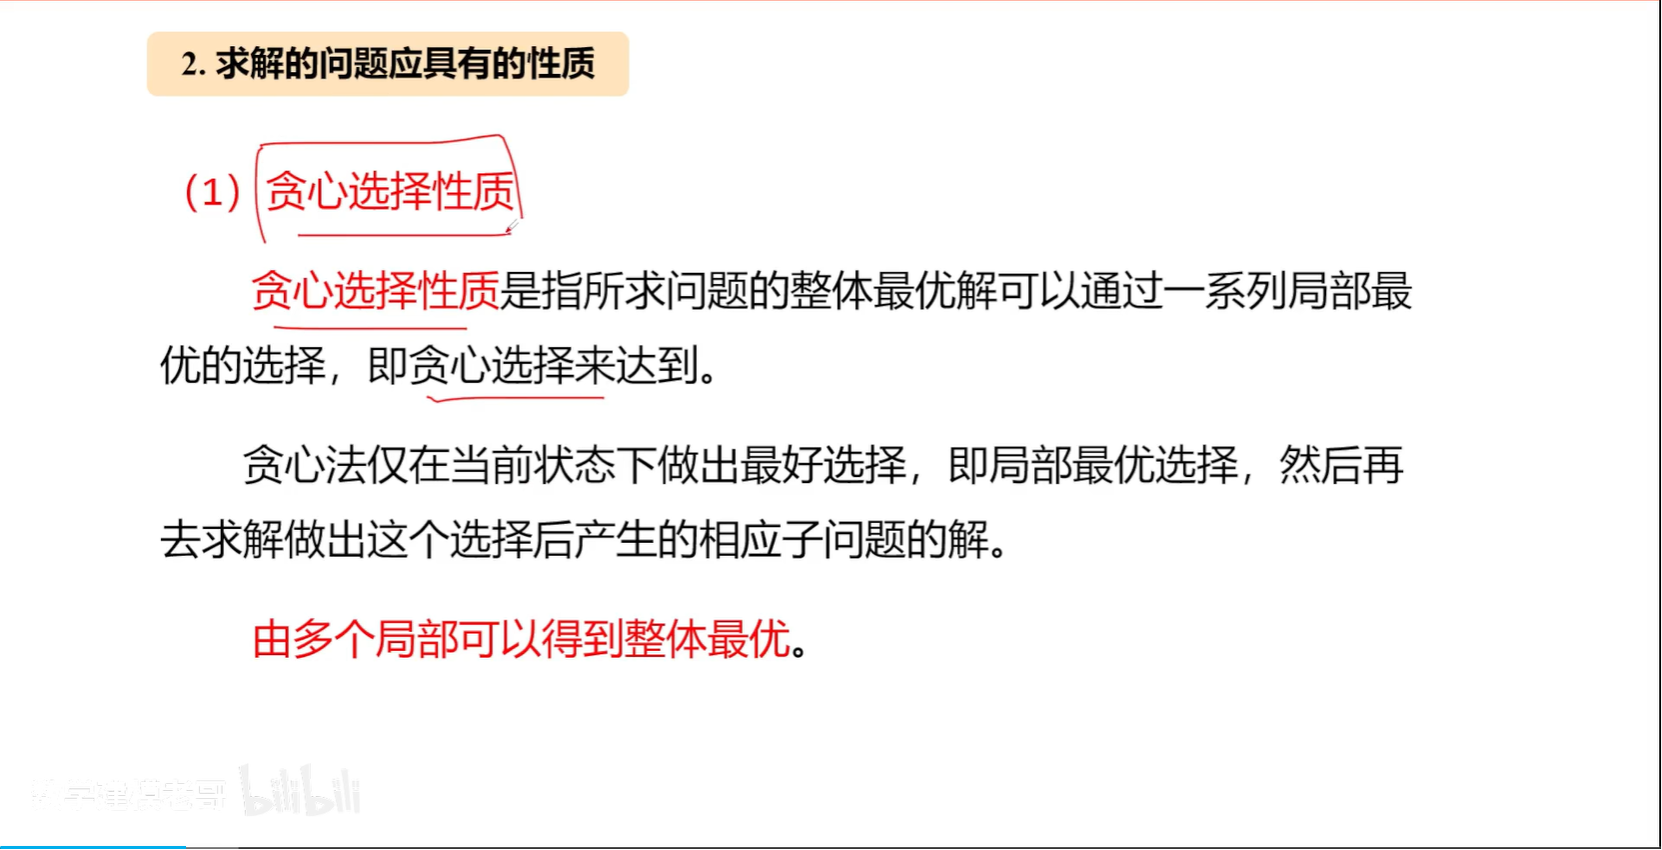 2. 求解的问题应具有的性质
（1）贪心选择性质
贪心选择性质是指所求问题的整体最优解可以通过一系列局部最
优的选择，即贪心选择来达到。
贪心法仅在当前状态下做出最好选择，即局部最优选择，然后再
去求解做出这个选择后产生的相应子问题的解。
由多个局部可以得到整体最优。
数学建模老哥 bilibili